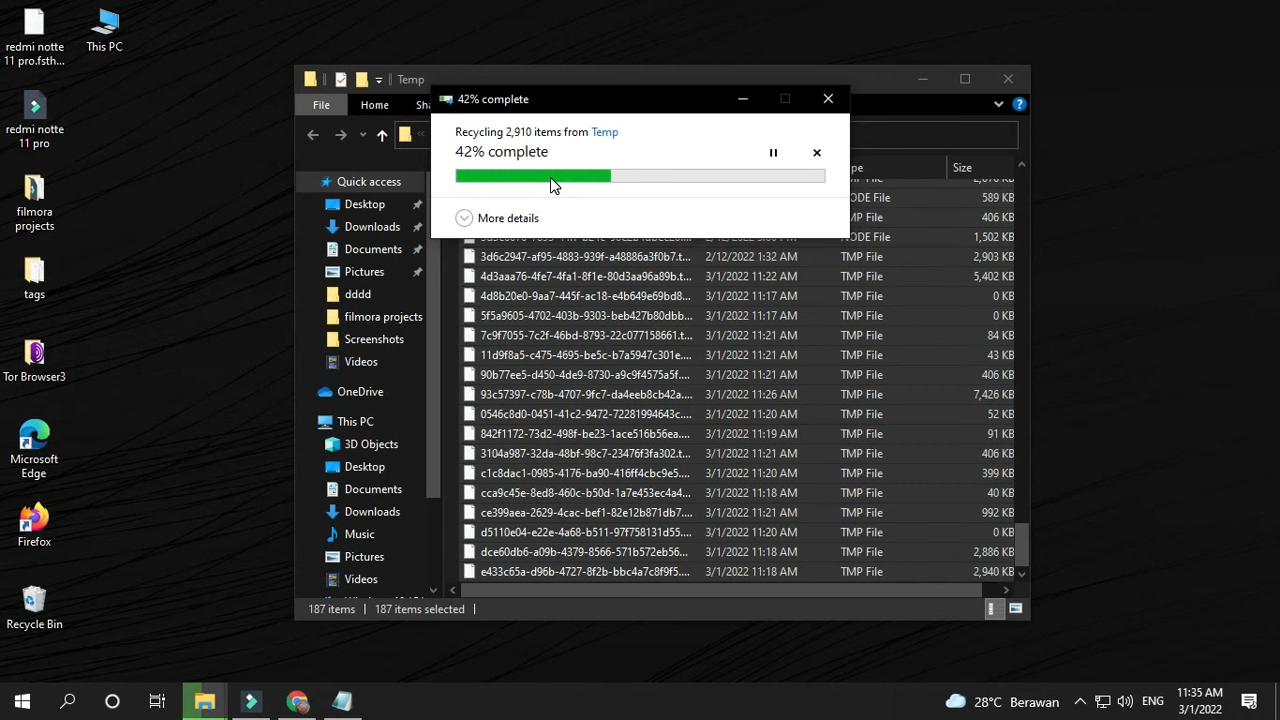 redmi notte
11 pro.fsth...
This PC
redmi notte
11 pro
filmora
projects
tags
Tor Browser3
Microsoft
Edge
Firefox
Recycle Bin
Temp
File
Home
Sha
42% complete
Recycling 2,910 items from Temp
42% complete
More details
Quick access
Desktop
Downloads
Documents
Pictures
dddd
filmora projects
Screenshots
Videos
OneDrive
This PC
3D Objects
Desktop
Documents
Downloads
Music
Pictures
Videos
pe Size
ODE File 589 KB
TMP File 406 KB
NODE File 1,502 KB
3d6c2947-af95-4883-939f-a48886a3f0b7.t... 2/12/2022 1:32 AM TMP File 2,903 KB
4d3aaa76-4fe7-4fa1-8f1e-80d3aa96a89b.t... 3/1/2022 11:22 AM TMP File 5,402 KB
4d8b20e0-9aa7-445f-ac18-e4b649e69bd8... 3/1/2022 11:17 AM TMP File 0 KB
5f5a9605-4702-403b-9303-beb427b80dbb... 3/1/2022 11:17 AM TMP File 0 KB
7c9f7055-7c2f-46bd-8793-22c077158661.t... 3/1/2022 11:21 AM TMP File 84 KB
11d9f8a5-c475-4695-be5c-b7a5947c301e.... 3/1/2022 11:21 AM TMP File 43 KB
90b77ee5-d450-4de9-8730-a9c9f4575a5f.... 3/1/2022 11:21 AM TMP File 406 KB
93c57397-c78b-4707-9fc7-da4eeb8cb42a.... 3/1/2022 11:26 AM TMP File 7,426 KB
0546c8d0-0451-41c2-9472-72281994643c.... 3/1/2022 11:20 AM TMP File 52 KB
842f1172-73d2-498f-be23-1ace516b56ea.... 3/1/2022 11:19 AM TMP File 91 KB
3104a987-32da-48bf-98c7-23476f3fa302.t... 3/1/2022 11:21 AM TMP File 406 KB
c1c8dac1-0985-4176-ba90-416ff4cbc9e5.... 3/1/2022 11:21 AM TMP File 399 KB
cca9c45e-8ed8-460c-b50d-1a7e453ec4a4... 3/1/2022 11:18 AM TMP File 40 KB
ce399aea-2629-4cac-bef1-82e12b871db7.... 3/1/2022 11:21 AM TMP File 992 KB
d5110e04-e22e-4a68-b511-97f758131d55.... 3/1/2022 11:20 AM TMP File 0 KB
dce60db6-a09b-4379-8566-571b572eb56... 3/1/2022 11:18 AM TMP File 2,886 KB
e433c65a-d96b-4727-8f2b-bbc4a7c8f9f5.... 3/1/2022 11:18 AM TMP File 2,940 KB
187 items
187 items selected
28°C Berawan
ENG
11:35 AM
3/1/2022